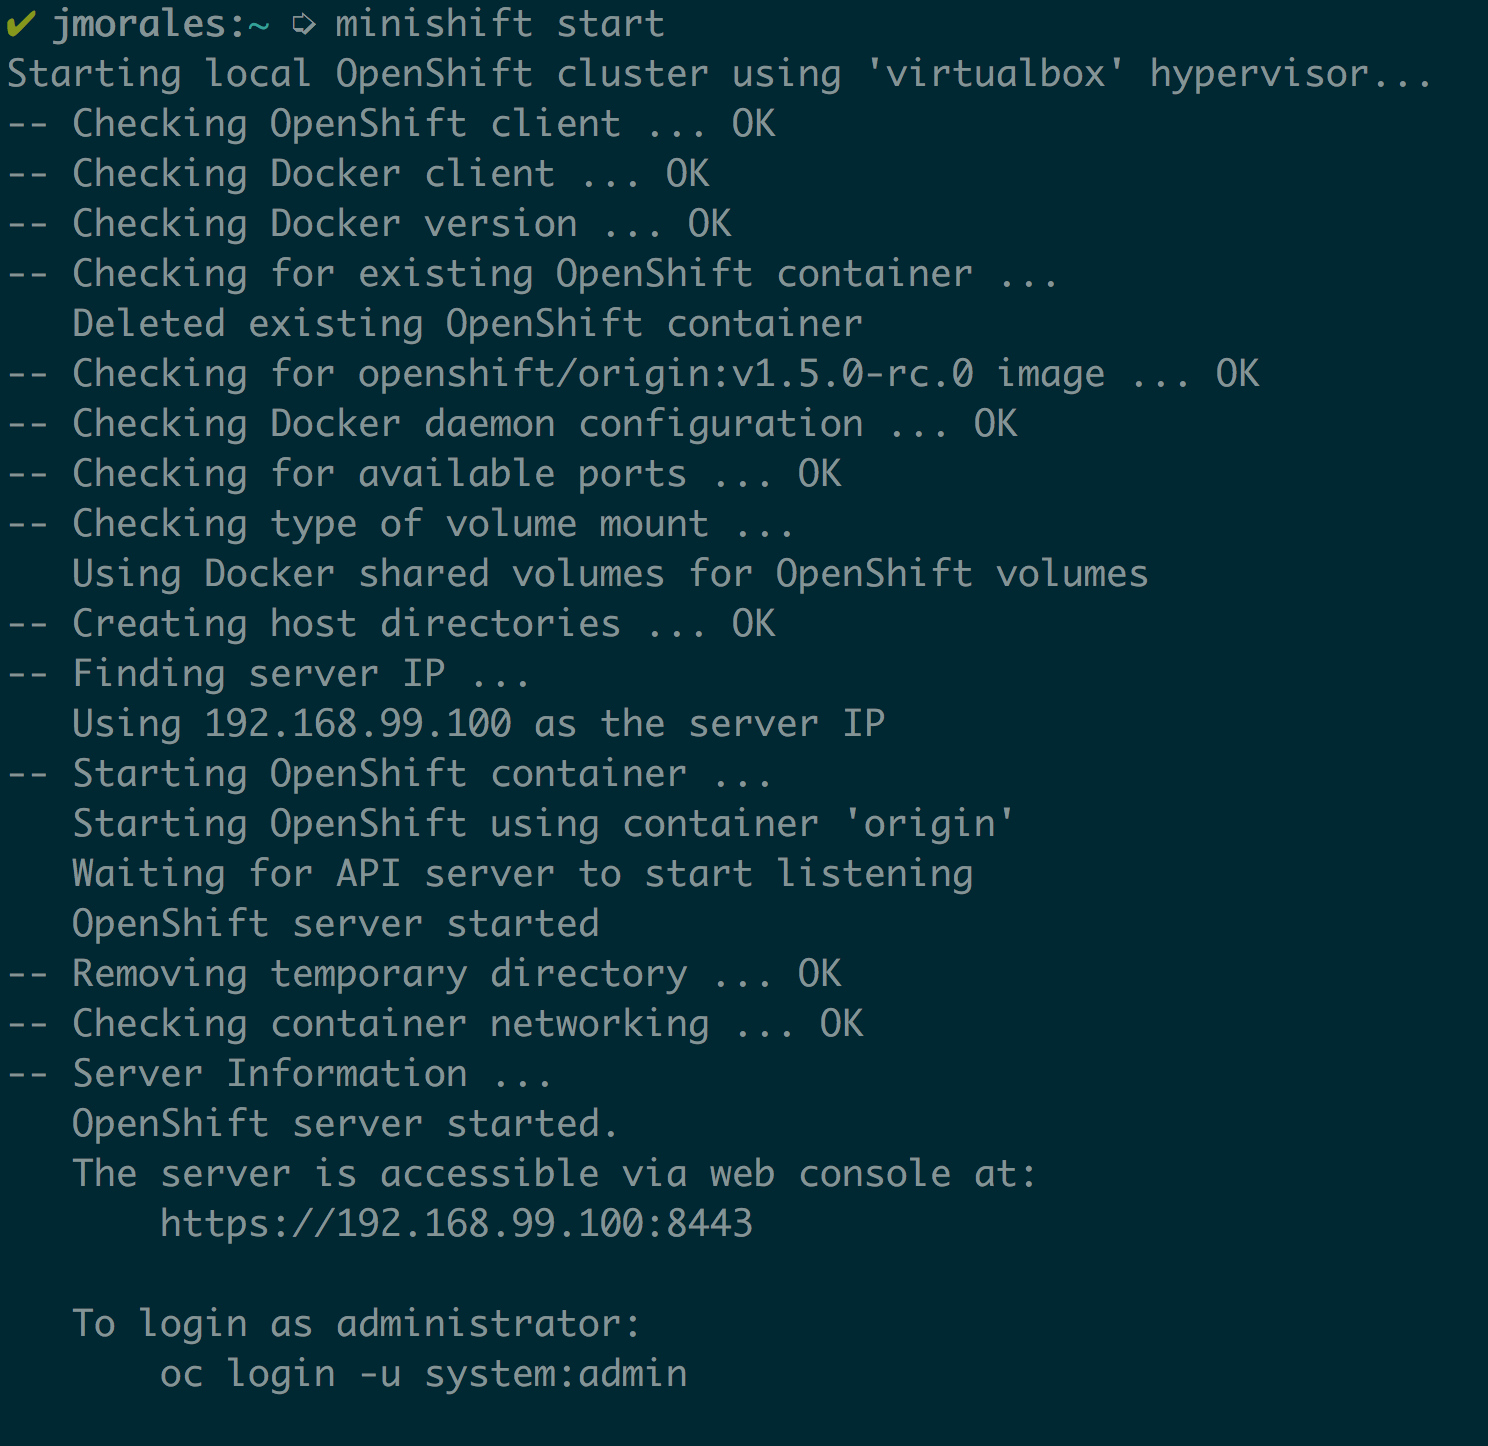 ✔ jmorales:~ ➩ minishift start
Starting local OpenShift cluster using 'virtualbox' hypervisor...
-- Checking OpenShift client ... OK
-- Checking Docker client ... OK
-- Checking Docker version ... OK
-- Checking for existing OpenShift container ...
   Deleted existing OpenShift container
-- Checking for openshift/origin:v1.5.0-rc.0 image ... OK
-- Checking Docker daemon configuration ... OK
-- Checking for available ports ... OK
-- Checking type of volume mount ...
   Using Docker shared volumes for OpenShift volumes
-- Creating host directories ... OK
-- Finding server IP ...
   Using 192.168.99.100 as the server IP
-- Starting OpenShift container ...
   Starting OpenShift using container 'origin'
   Waiting for API server to start listening
   OpenShift server started
-- Removing temporary directory ... OK
-- Checking container networking ... OK
-- Server Information ...
   OpenShift server started.
   The server is accessible via web console at:
       https://192.168.99.100:8443

   To login as administrator:
       oc login -u system:admin